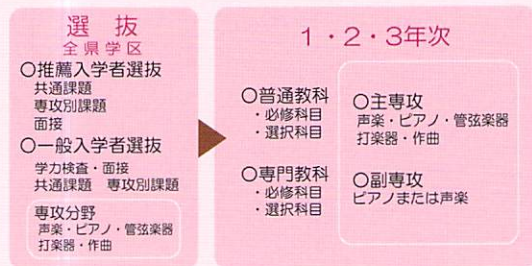 選抜
全県学区
○推薦入学者選抜
共通課題
専攻別課題
面接
○一般入学者選抜
学力検査・面接
共通課題 専攻別課題
専攻分野
声楽・ピアノ・管弦楽器
打楽器・作曲
1・2・3年次
○普通教科
・必修科目
・選択科目
○専門教科
・必修科目
・選択科目
○主専攻
声楽・ピアノ・管弦楽器
打楽器・作曲
○副専攻
ピアノまたは声楽